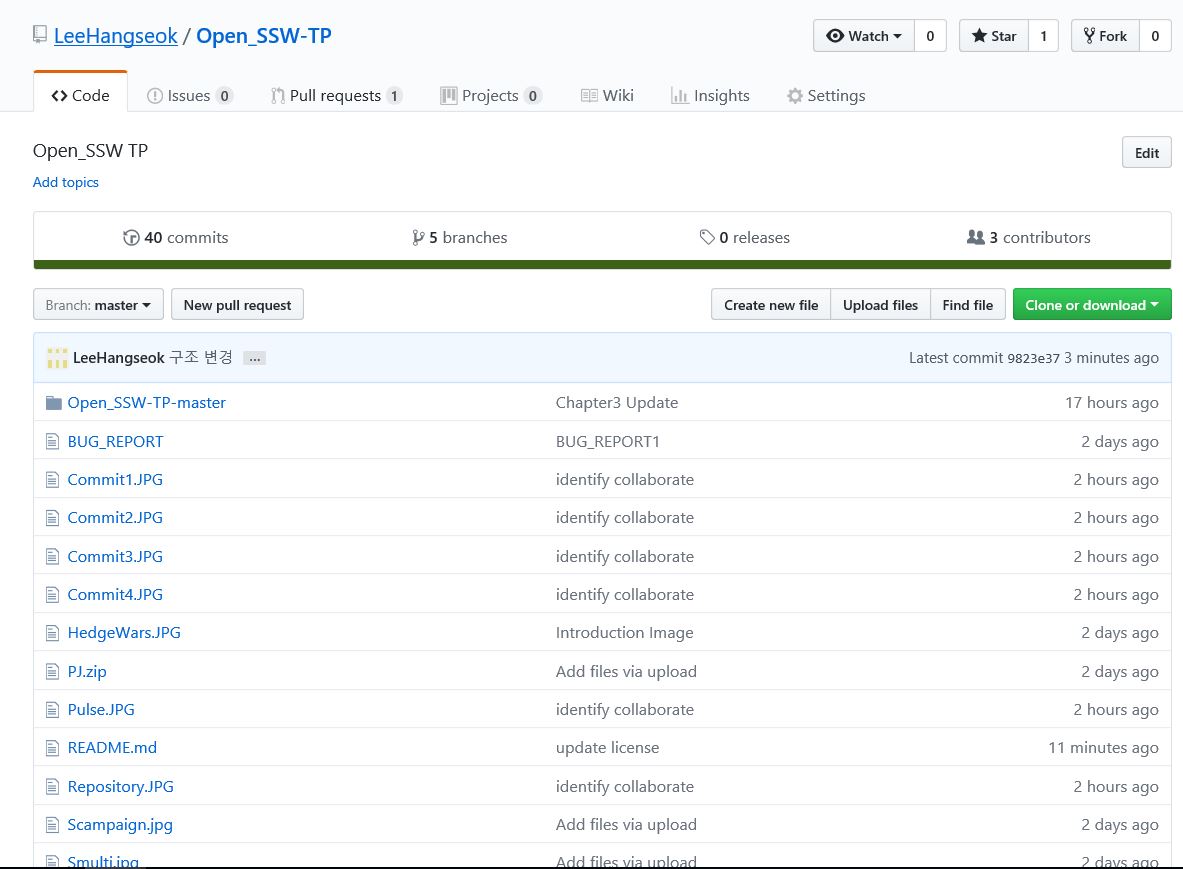 LeeHangseok / Open_SSW-TP
Watch 0 Star 1 Fork 0
Code Issues 0 Pull requests 1 Projects 0 Wiki Insights Settings
Open_SSW TP
Edit
Add topics
40 commits 5 branches 0 releases 3 contributors
Branch: master New pull request Create new file Upload files Find file Clone or download
LeeHangseok 구조 변경 ... Latest commit 9823e37 3 minutes ago
Open_SSW-TP-master Chapter3 Update 17 hours ago
BUG_REPORT BUG_REPORT1 2 days ago
Commit1.JPG identify collaborate 2 hours ago
Commit2.JPG identify collaborate 2 hours ago
Commit3.JPG identify collaborate 2 hours ago
Commit4.JPG identify collaborate 2 hours ago
HedgeWars.JPG Introduction Image 2 days ago
PJ.zip Add files via upload 2 days ago
Pulse.JPG identify collaborate 2 hours ago
README.md update license 11 minutes ago
Repository.JPG identify collaborate 2 hours ago
Scampaign.jpg Add files via upload 2 days ago
Smulti.jpg Add files via upload 2 days ago